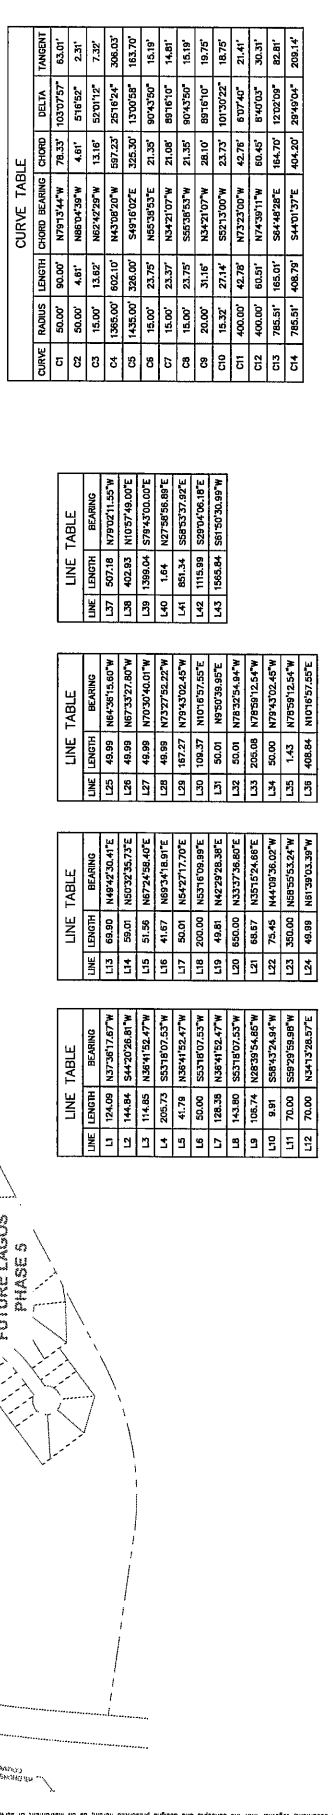 CURVE TABLE
CURVE RADIUS LENGTH CHORD BEARING CHORD DELTA TANGENT
C1 50.00' 90.00' N79°13'44"W 78.33' 103°07'57" 63.01'
C2 50.00' 4.61' N86°04'39"W 4.61' 5°16'52" 2.31'
C3 15.00' 13.62' N62°42'29"W 13.16' 52°01'12" 7.32'
C4 1365.00' 602.10' N43°08'20"W 597.23' 25°16'24" 306.03'
C5 1435.00' 326.00' S49°16'02"E 325.30' 13°00'58" 163.70'
C6 15.00' 23.75' N55°38'53"E 21.35' 90°43'50" 15.19'
C7 15.00' 23.37' N34°21'07"W 21.08' 89°16'10" 14.81'
C8 15.00' 23.75' S55°38'53"W 21.35' 90°43'50" 15.19'
C9 20.00' 31.16' N34°21'07"W 28.10' 89°16'10" 19.75'
C10 15.32' 27.14' S52°13'00"W 23.73' 101°30'22" 18.75'
C11 400.00' 42.78' N73°23'00"W 42.76' 6°07'40" 21.41'
C12 400.00' 60.51' N74°39'11"W 60.45' 8°40'03" 30.31'
C13 785.51' 165.01' S64°48'28"E 164.70' 12°02'09" 82.81'
C14 785.51' 408.79' S44°01'37"E 404.20' 29°49'04" 209.14'
LINE TABLE
LINE LENGTH BEARING
L37 507.18 N79°02'11.55"W
L38 402.93 N10°57'49.00"E
L39 1399.04 S79°43'00.00"E
L40 1.64 N27°58'56.89"E
L41 851.34 S58°53'37.92"E
L42 1115.99 S29°04'06.18"E
L43 1565.84 S61°50'30.99"W
LINE TABLE
LINE LENGTH BEARING
L25 49.99 N64°36'15.60"W
L26 49.99 N67°33'27.80"W
L27 49.99 N70°30'40.01"W
L28 49.99 N73°27'52.22"W
L29 167.27 N79°43'02.45"W
L30 109.37 N10°16'57.55"E
L31 50.01 N9°50'39.95"E
L32 50.01 N78°32'54.94"W
L33 205.08 N78°59'12.54"W
L34 50.00 N79°43'02.45"W
L35 1.43 N78°59'12.54"W
L36 408.84 N10°16'57.55"E
LINE TABLE
LINE LENGTH BEARING
L13 69.90 N49°42'30.41"E
L14 59.01 N50°32'35.73"E
L15 51.56 N67°24'58.40"E
L16 41.67 N69°34'18.91"E
L17 50.01 N54°27'17.70"E
L18 200.00 N53°16'09.99"E
L19 49.81 N42°29'28.38"E
L20 650.00 N33°37'36.80"E
L21 68.67 N35°15'24.66"E
L22 75.45 N44°09'36.02"W
L23 350.00 N58°55'53.24"W
L24 49.99 N61°39'03.39"W
LINE TABLE
LINE LENGTH BEARING
L1 124.09 N37°36'17.67"W
L2 144.84 S44°20'26.81"W
L3 114.85 N36°41'52.47"W
L4 205.73 S53°18'07.53"W
L5 41.79 N36°41'52.47"W
L6 50.00 S53°18'07.53"W
L7 128.38 N36°41'52.47"W
L8 143.80 S53°18'07.53"W
L9 106.74 N28°39'54.86"W
L10 9.91 S58°43'24.94"W
L11 70.00 S59°29'59.98"W
L12 70.00 N34°13'28.57"E
FUTURE LAGOS
PHASE 5